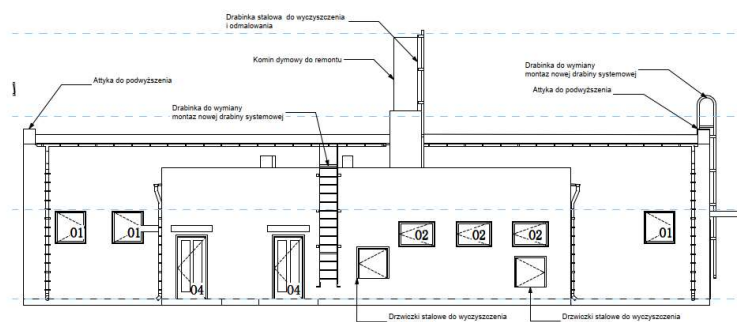 Drabinka stalowa do wyczyszczenia
i odmalowania
Komin dymowy do remontu
Drabinka do wymiany
montaz nowej drabiny systemowej
Attyka do podwyższenia
Attyka do podwyższenia
Drabinka do wymiany
montaz nowej drabiny systemowej
01
01
02
02
02
01
04
04
Drzwiczki stalowe do wyczyszczenia
Drzwiczki stalowe do wyczyszczenia